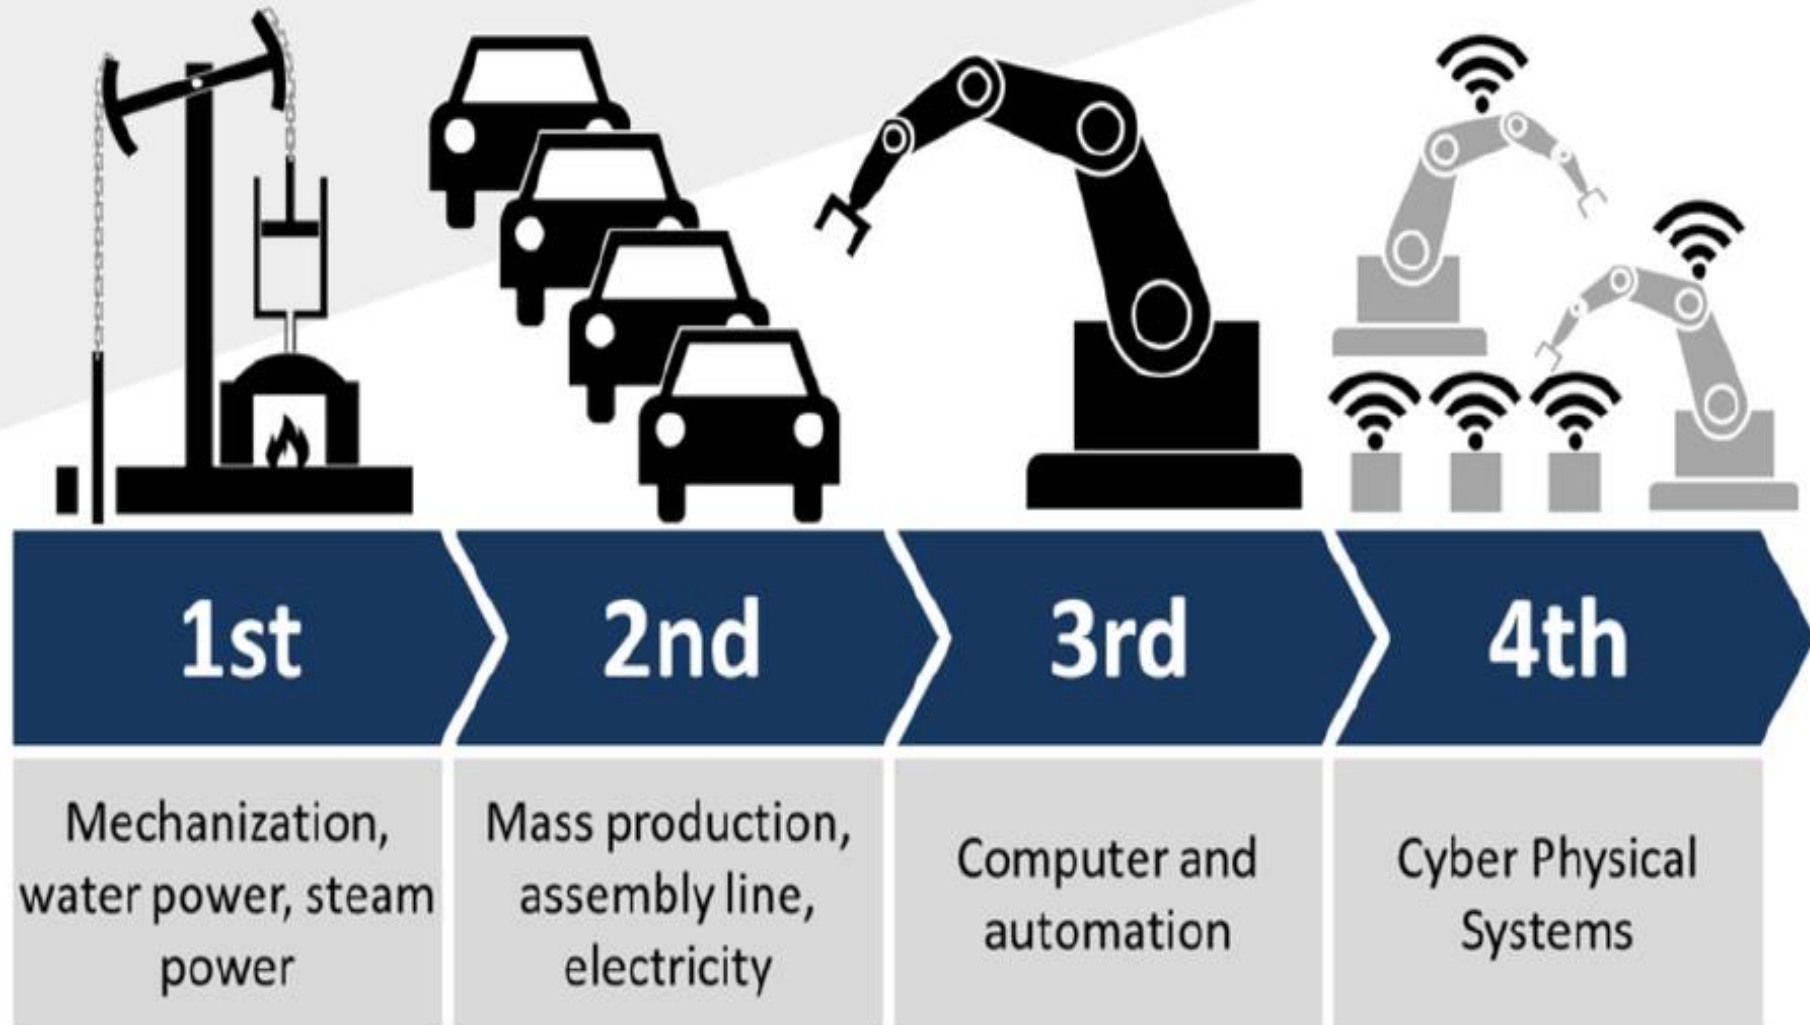 1st
2nd
3rd
4th
Mechanization,
water power, steam
power
Mass production,
assembly line,
electricity
Computer and
automation
Cyber Physical
Systems